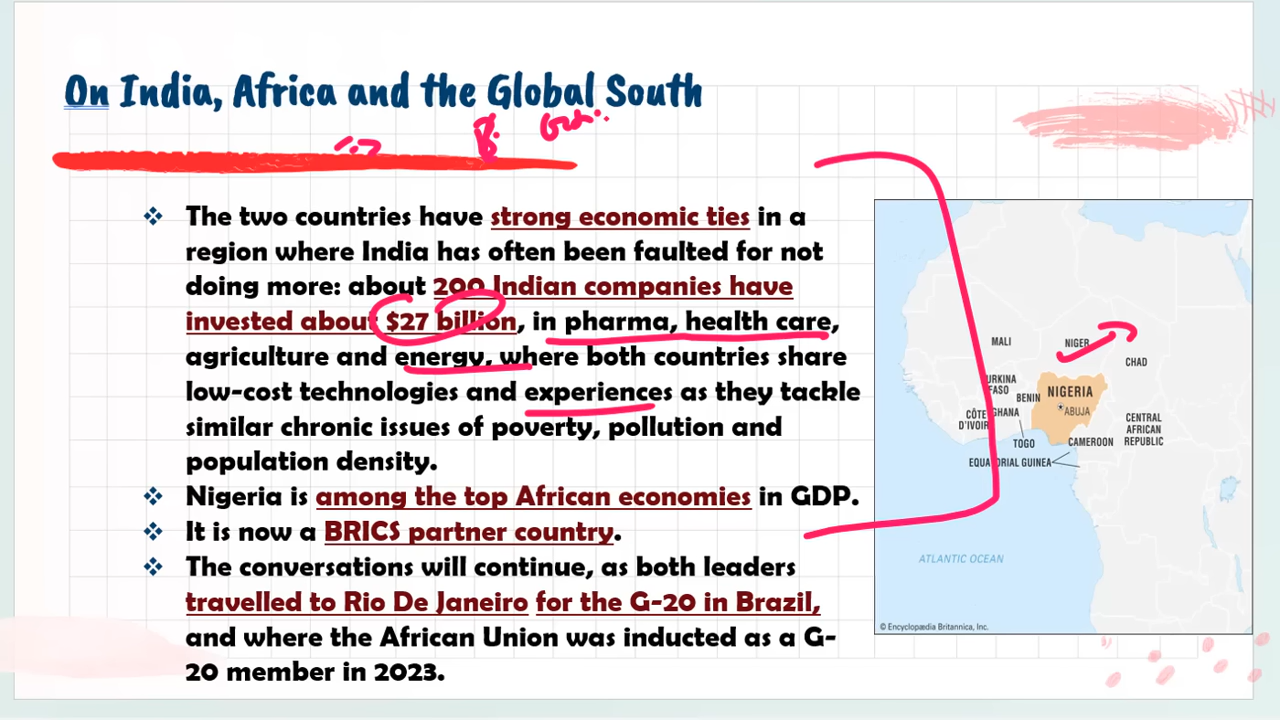 On India, Africa and the Global South
❖ The two countries have strong economic ties in a
region where India has often been faulted for not
doing more: about 200 Indian companies have
invested about $27 billion, in pharma, health care,
agriculture and energy, where both countries share
low-cost technologies and experiences as they tackle
similar chronic issues of poverty, pollution and
population density.
❖ Nigeria is among the top African economies in GDP.
❖ It is now a BRICS partner country.
❖ The conversations will continue, as both leaders
travelled to Rio De Janeiro for the G-20 in Brazil,
and where the African Union was inducted as a G-
20 member in 2023.
MALI
NIGER
CHAD
BURKINA
FASO
BENIN
NIGERIA
ABUJA
CÔTE
D'IVOIRE
GHANA
TOGO
CAMEROON
CENTRAL
AFRICAN
REPUBLIC
EQUATORIAL GUINEA
ATLANTIC OCEAN
© Encyclopædia Britannica, Inc.